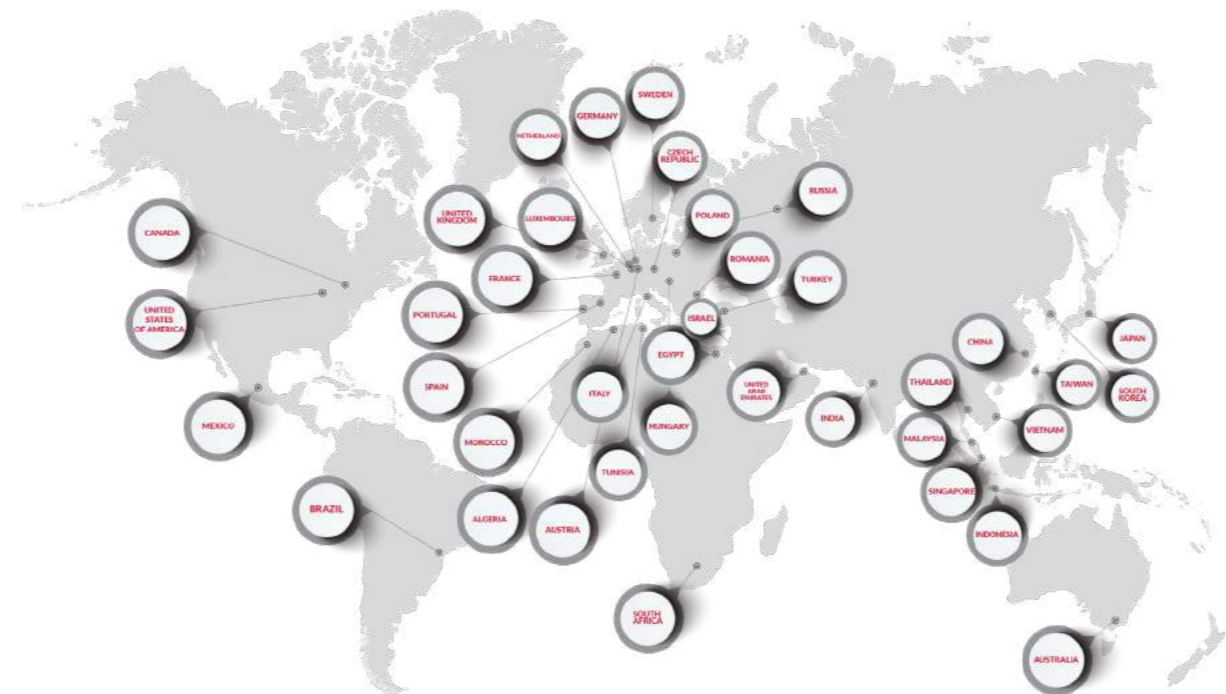 SWEDEN
GERMANY
NETHERLAND
CZECH
REPUBLIC
RUSSIA
UNITED
KINGDOM
LUXEMBOURG
POLAND
CANADA
ROMANIA
FRANCE
TURKEY
UNITED
STATES
OF AMERICA
PORTUGAL
ISRAEL
CHINA
JAPAN
EGYPT
SPAIN
ITALY
UNITED
ARAB
EMIRATES
THAILAND
TAIWAN
SOUTH
KOREA
MEXICO
MOROCCO
HUNGARY
INDIA
MALAYSIA
VIETNAM
TUNISIA
SINGAPORE
BRAZIL
ALGERIA
AUSTRIA
INDONESIA
SOUTH
AFRICA
AUSTRALIA